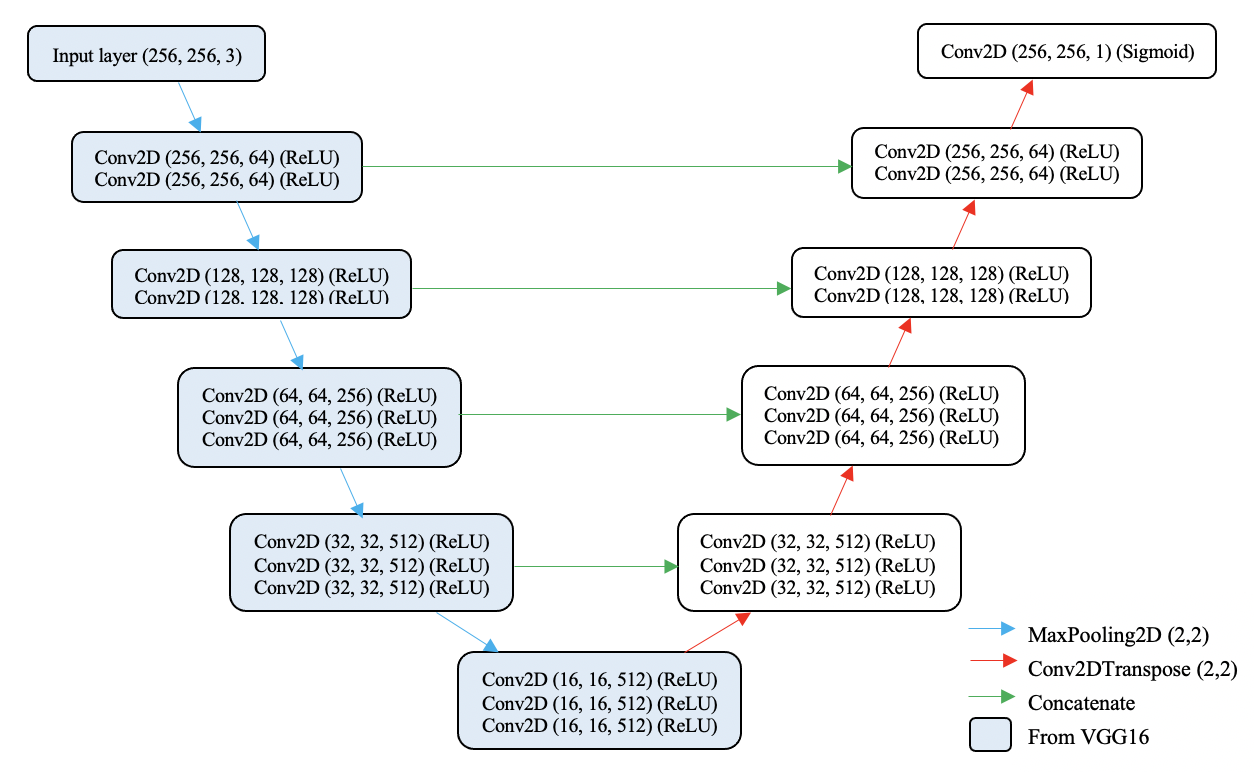 Input layer (256, 256, 3)
Conv2D (256, 256, 64) (ReLU)
Conv2D (256, 256, 64) (ReLU)
Conv2D (128, 128, 128) (ReLU)
Conv2D (128, 128, 128) (ReLU)
Conv2D (64, 64, 256) (ReLU)
Conv2D (64, 64, 256) (ReLU)
Conv2D (64, 64, 256) (ReLU)
Conv2D (32, 32, 512) (ReLU)
Conv2D (32, 32, 512) (ReLU)
Conv2D (32, 32, 512) (ReLU)
Conv2D (16, 16, 512) (ReLU)
Conv2D (16, 16, 512) (ReLU)
Conv2D (16, 16, 512) (ReLU)
Conv2D (32, 32, 512) (ReLU)
Conv2D (32, 32, 512) (ReLU)
Conv2D (32, 32, 512) (ReLU)
Conv2D (64, 64, 256) (ReLU)
Conv2D (64, 64, 256) (ReLU)
Conv2D (64, 64, 256) (ReLU)
Conv2D (128, 128, 128) (ReLU)
Conv2D (128, 128, 128) (ReLU)
Conv2D (256, 256, 64) (ReLU)
Conv2D (256, 256, 64) (ReLU)
Conv2D (256, 256, 1) (Sigmoid)
MaxPooling2D (2,2)
Conv2DTranspose (2,2)
Concatenate
From VGG16